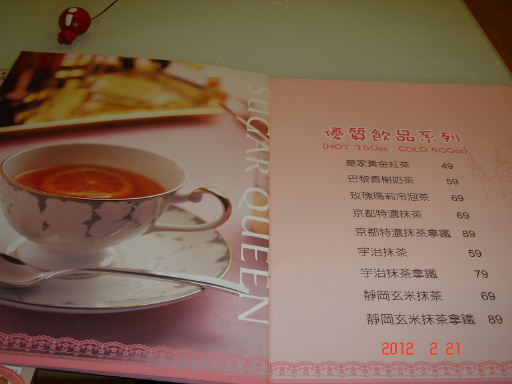 SUGAR QUEEN
優質飲品系列
(HOT 360cc COLD 500cc)
皇家黃金紅茶 49
巴黎香榭奶茶 59
玫瑰瑪莉冷泡茶 69
京都特濃抹茶 69
京都特濃抹茶拿鐵 89
宇治抹茶 59
宇治抹茶拿鐵 79
靜岡玄米抹茶 69
靜岡玄米抹茶拿鐵 89
2012 2 21